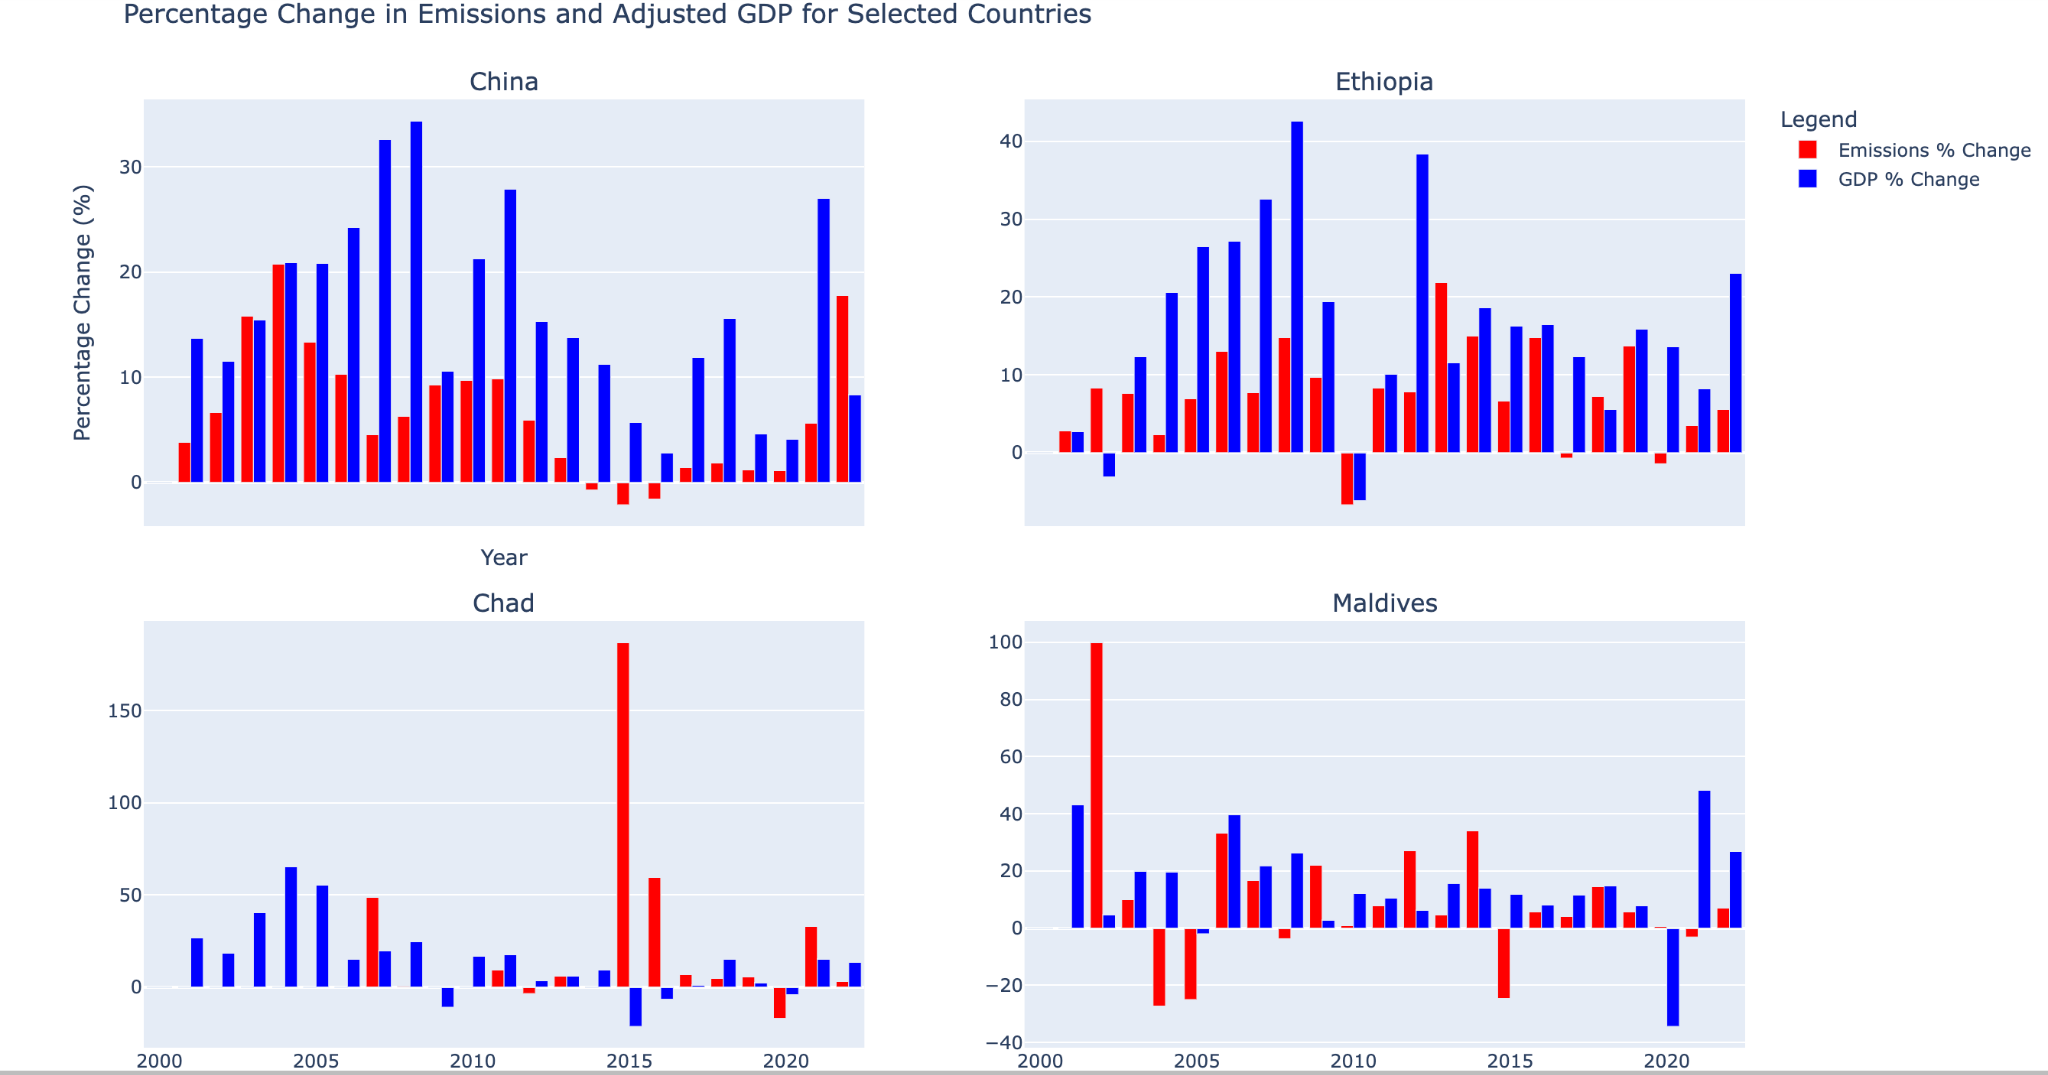 Percentage Change in Emissions and Adjusted GDP for Selected Countries
China
Ethiopia
Legend
Emissions % Change
GDP % Change
Percentage Change (%)
30
20
10
0
40
30
20
10
0
Year
Chad
Maldives
150
100
50
0
2000 2005 2010 2015 2020
100
80
60
40
20
0
−20
−40
2000 2005 2010 2015 2020